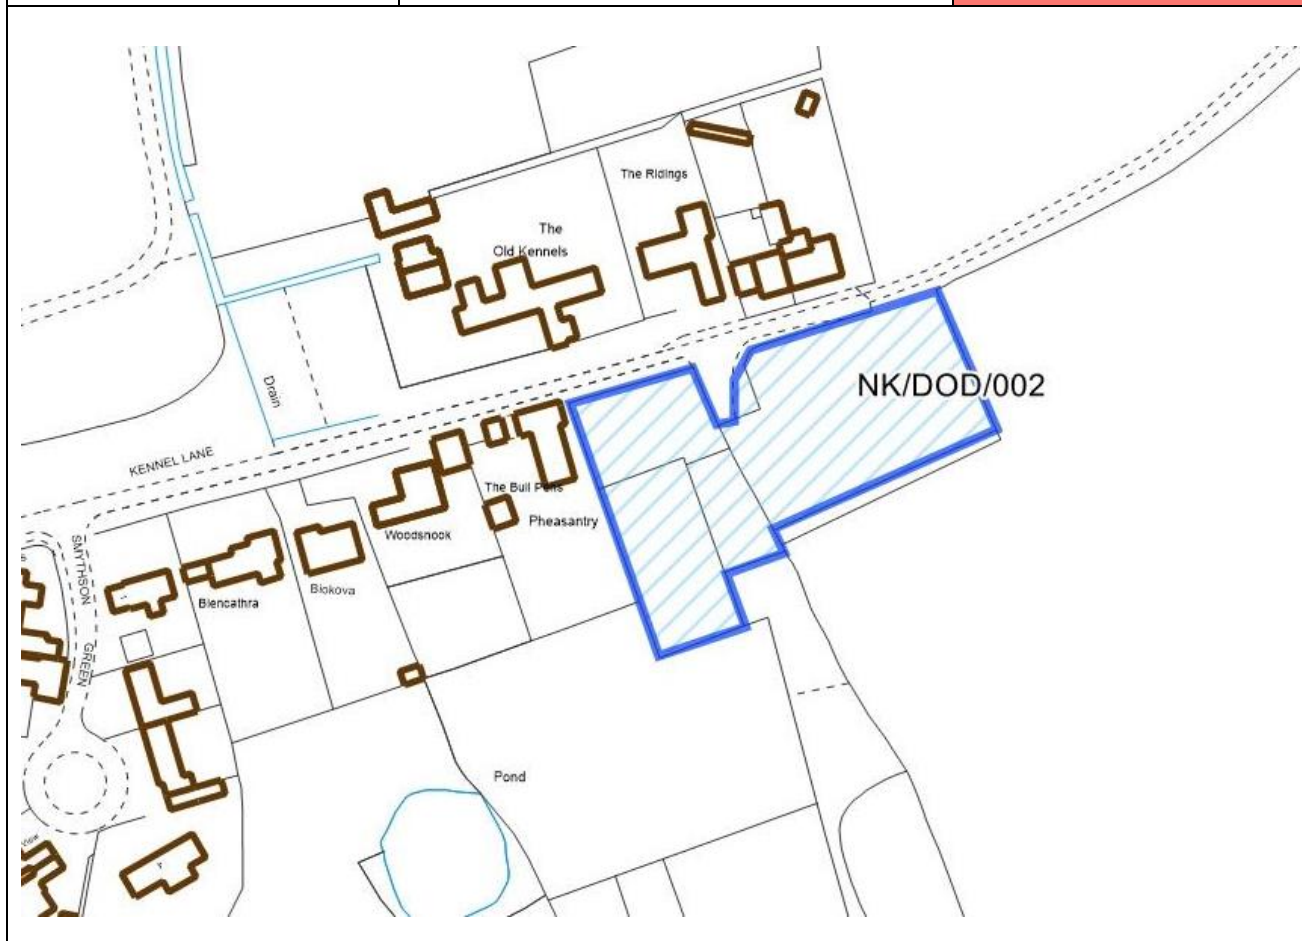 The Ridings
The
Old Kennels
NK/DOD/002
Drain
KENNEL LANE
The Bull Pens
Pheasantry
Woodsnook
SMYTHSON
GREEN
Biokova
Blencathra
Pond
View